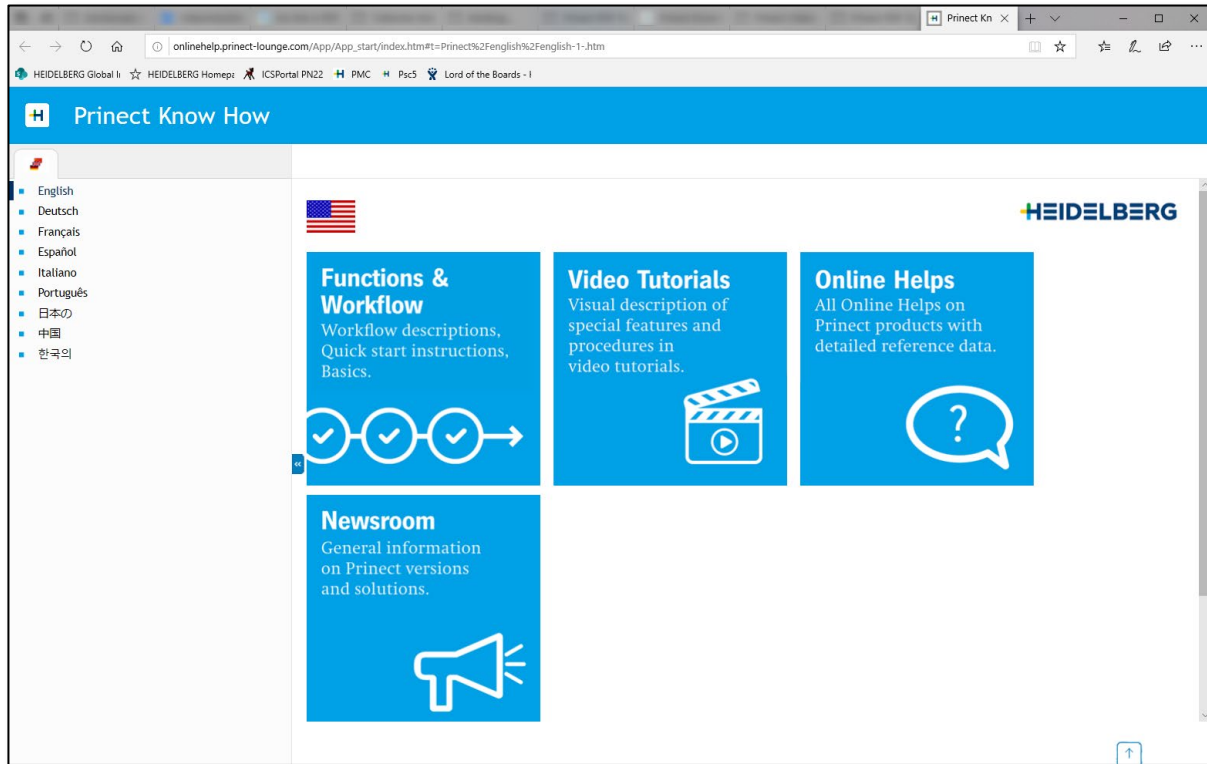 Prinect Kn
onlinehelp.prinect-lounge.com/App/App_start/index.htm#t=Prinect%2Fenglish%2Fenglish-1-.htm
HEIDELBERG Global Ii HEIDELBERG Homepa ICSPortal PN22 PMC Psc5 Lord of the Boards - I
H Prinect Know How
English
Deutsch
Français
Español
Italiano
Português
日本の
中国
한국의
HEIDELBERG
Functions &
Workflow
Workflow descriptions,
Quick start instructions,
Basics.
Video Tutorials
Visual description of
special features and
procedures in
video tutorials.
Online Helps
All Online Helps on
Prinect products with
detailed reference data.
?
Newsroom
General information
on Prinect versions
and solutions.